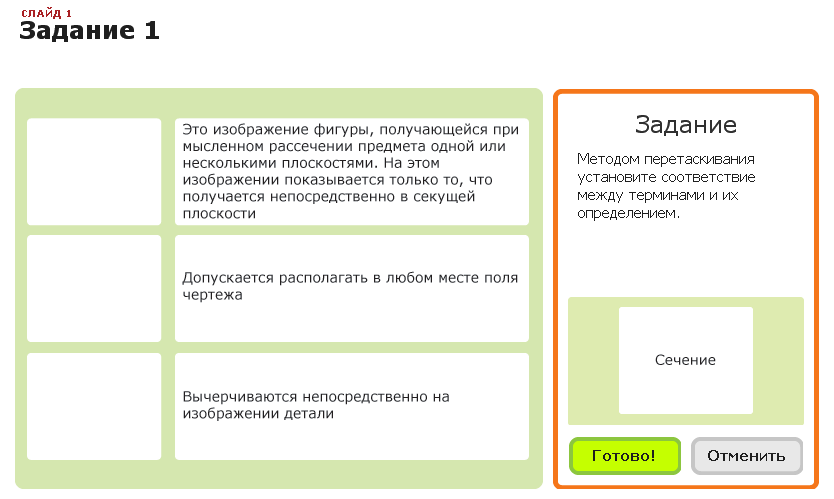 СЛАЙД 1
Задание 1
Это изображение фигуры, получающейся при
мысленном рассечении предмета одной или
несколькими плоскостями. На этом
изображении показывается только то, что
получается непосредственно в секущей
плоскости
Допускается располагать в любом месте поля
чертежа
Вычерчиваются непосредственно на
изображении детали
Задание
Методом перетаскивания
установите соответствие
между терминами и их
определением.
Сечение
Готово!
Отменить